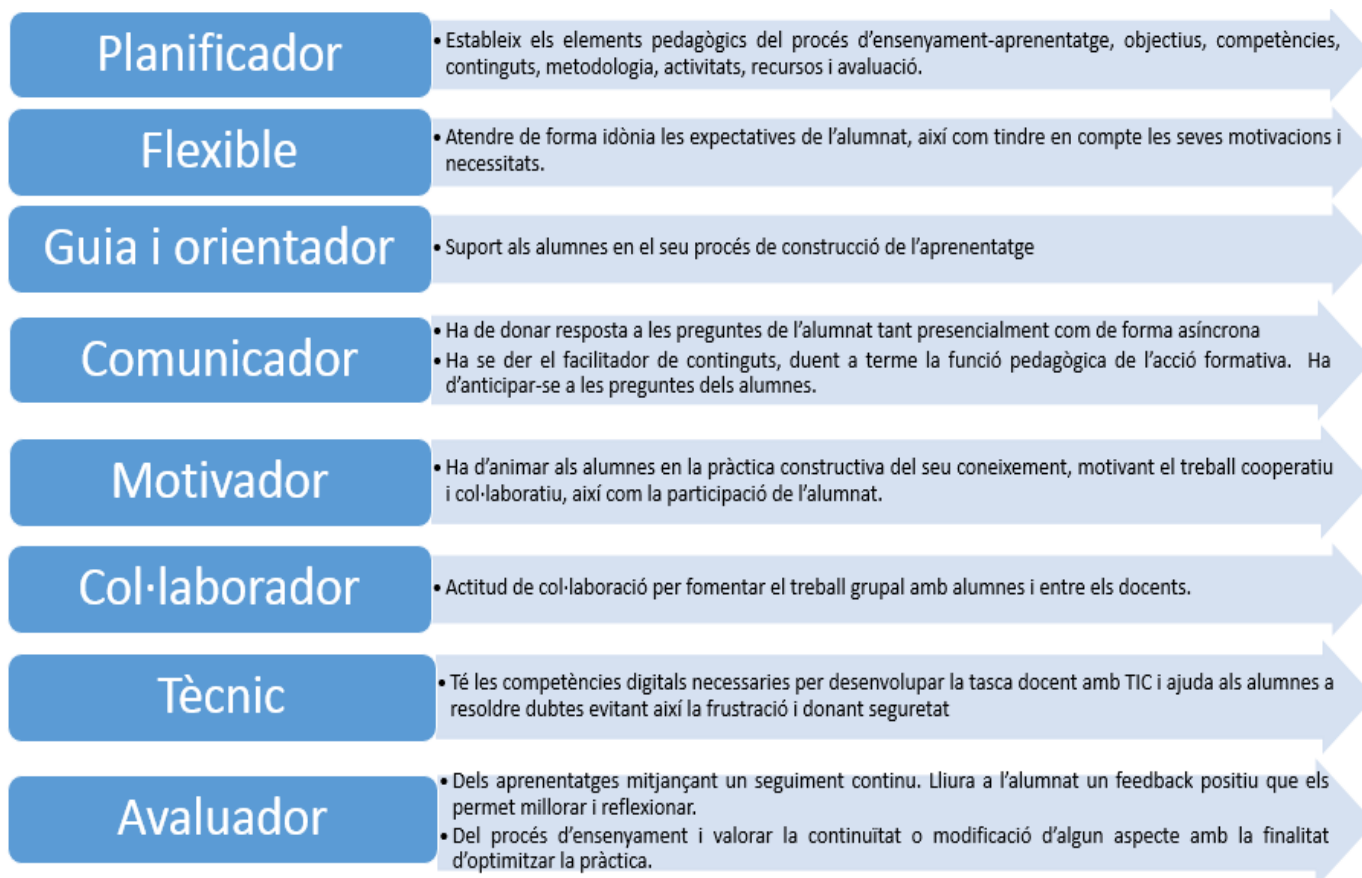 Planificador
• Estableix els elements pedagògics del procés d'ensenyament-aprenentatge, objectius, competències,
continguts, metodologia, activitats, recursos i avaluació.
Flexible
• Atendre de forma idònia les expectatives de l'alumnat, així com tindre en compte les seves motivacions i
necessitats.
Guia i orientador
• Suport als alumnes en el seu procés de construcció de l'aprenentatge
Comunicador
• Ha de donar resposta a les preguntes de l'alumnat tant presencialment com de forma asíncrona
• Ha se der el facilitador de continguts, duent a terme la funció pedagògica de l'acció formativa. Ha
d'anticipar-se a les preguntes dels alumnes.
Motivador
• Ha d'animar als alumnes en la pràctica constructiva del seu coneixement, motivant el treball cooperatiu
i col·laboratiu, així com la participació de l'alumnat.
Col·laborador
• Actitud de col·laboració per fomentar el treball grupal amb alumnes i entre els docents.
Tècnic
• Té les competències digitals necessaries per desenvolupar la tasca docent amb TIC i ajuda als alumnes a
resoldre dubtes evitant així la frustració i donant seguretat
Avaluador
• Dels aprenentatges mitjançant un seguiment continu. Lliura a l'alumnat un feedback positiu que els
permet millorar i reflexionar.
• Del procés d'ensenyament i valorar la continuïtat o modificació d'algun aspecte amb la finalitat
d'optimitzar la pràctica.